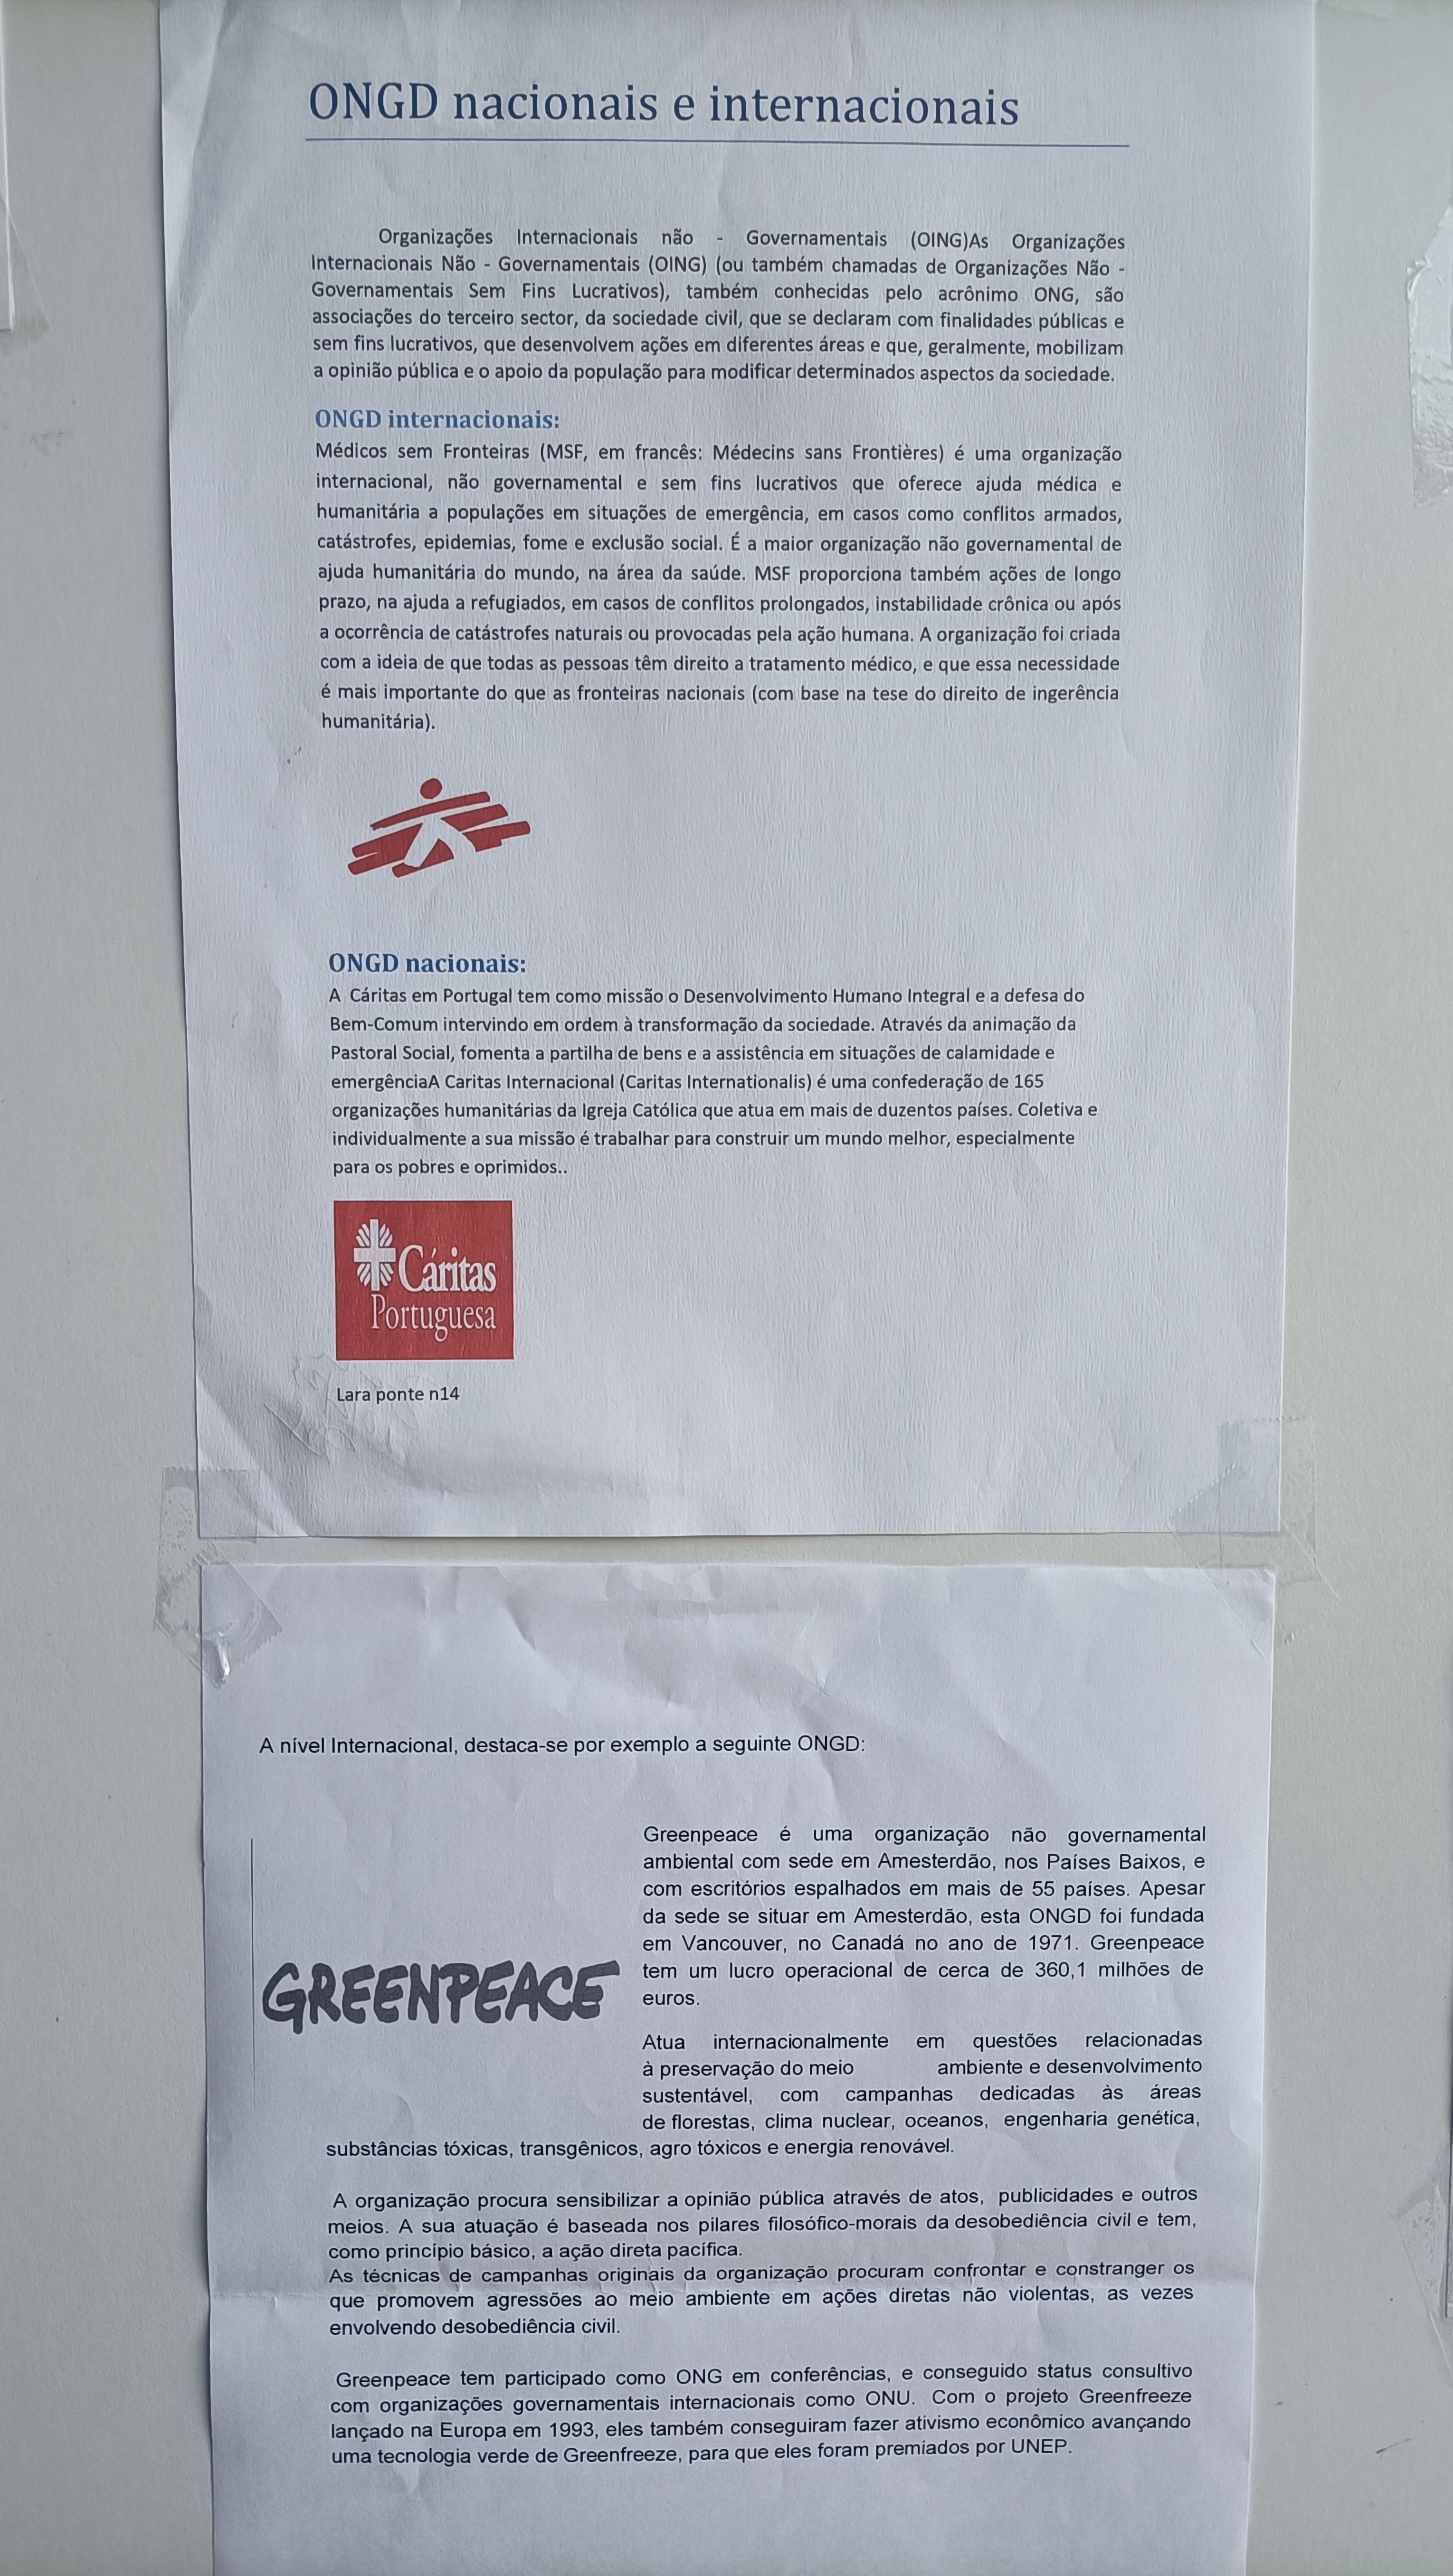 ONGD nacionais e internacionais
Organizações Internacionais não - Governamentais (OING)As Organizações
Internacionais Não - Governamentais (OING) (ou também chamadas de Organizações Não -
Governamentais Sem Fins Lucrativos), também conhecidas pelo acrônimo ONG, são
associações do terceiro sector, da sociedade civil, que se declaram com finalidades públicas e
sem fins lucrativos, que desenvolvem ações em diferentes áreas e que, geralmente, mobilizam
a opinião pública e o apoio da população para modificar determinados aspectos da sociedade.
ONGD internacionais:
Médicos sem Fronteiras (MSF, em francês: Médecins sans Frontières) é uma organização
internacional, não governamental e sem fins lucrativos que oferece ajuda médica e
humanitária a populações em situações de emergência, em casos como conflitos armados,
catástrofes, epidemias, fome e exclusão social. É a maior organização não governamental de
ajuda humanitária do mundo, na área da saúde. MSF proporciona também ações de longo
prazo, na ajuda a refugiados, em casos de conflitos prolongados, instabilidade crônica ou após
a ocorrência de catástrofes naturais ou provocadas pela ação humana. A organização foi criada
com a ideia de que todas as pessoas têm direito a tratamento médico, e que essa necessidade
é mais importante do que as fronteiras nacionais (com base na tese do direito de ingerência
humanitária).
ONGD nacionais:
A Cáritas em Portugal tem como missão o Desenvolvimento Humano Integral e a defesa do
Bem-Comum intervindo em ordem à transformação da sociedade. Através da animação da
Pastoral Social, fomenta a partilha de bens e a assistência em situações de calamidade e
emergênciaA Caritas Internacional (Caritas Internationalis) é uma confederação de 165
organizações humanitárias da Igreja Católica que atua em mais de duzentos países. Coletiva e
individualmente a sua missão é trabalhar para construir um mundo melhor, especialmente
para os pobres e oprimidos..
Cáritas
Portuguesa
Lara ponte n14
A nível Internacional, destaca-se por exemplo a seguinte ONGD:
GREENPEACE
Greenpeace é uma organização não governamental
ambiental com sede em Amesterdão, nos Países Baixos, e
com escritórios espalhados em mais de 55 países. Apesar
da sede se situar em Amesterdão, esta ONGD foi fundada
em Vancouver, no Canadá no ano de 1971. Greenpeace
tem um lucro operacional de cerca de 360,1 milhões de
euros.
Atua internacionalmente em questões relacionadas
à preservação do meio ambiente e desenvolvimento
sustentável, com campanhas dedicadas às áreas
de florestas, clima nuclear, oceanos, engenharia genética,
substâncias tóxicas, transgênicos, agro tóxicos e energia renovável.
A organização procura sensibilizar a opinião pública através de atos, publicidades e outros
meios. A sua atuação é baseada nos pilares filosófico-morais da desobediência civil e tem,
como princípio básico, a ação direta pacífica.
As técnicas de campanhas originais da organização procuram confrontar e constranger os
que promovem agressões ao meio ambiente em ações diretas não violentas, as vezes
envolvendo desobediência civil.
Greenpeace tem participado como ONG em conferências, e conseguido status consultivo
com organizações governamentais internacionais como ONU. Com o projeto Greenfreeze
lançado na Europa em 1993, eles também conseguiram fazer ativismo econômico avançando
uma tecnologia verde de Greenfreeze, para que eles foram premiados por UNEP.